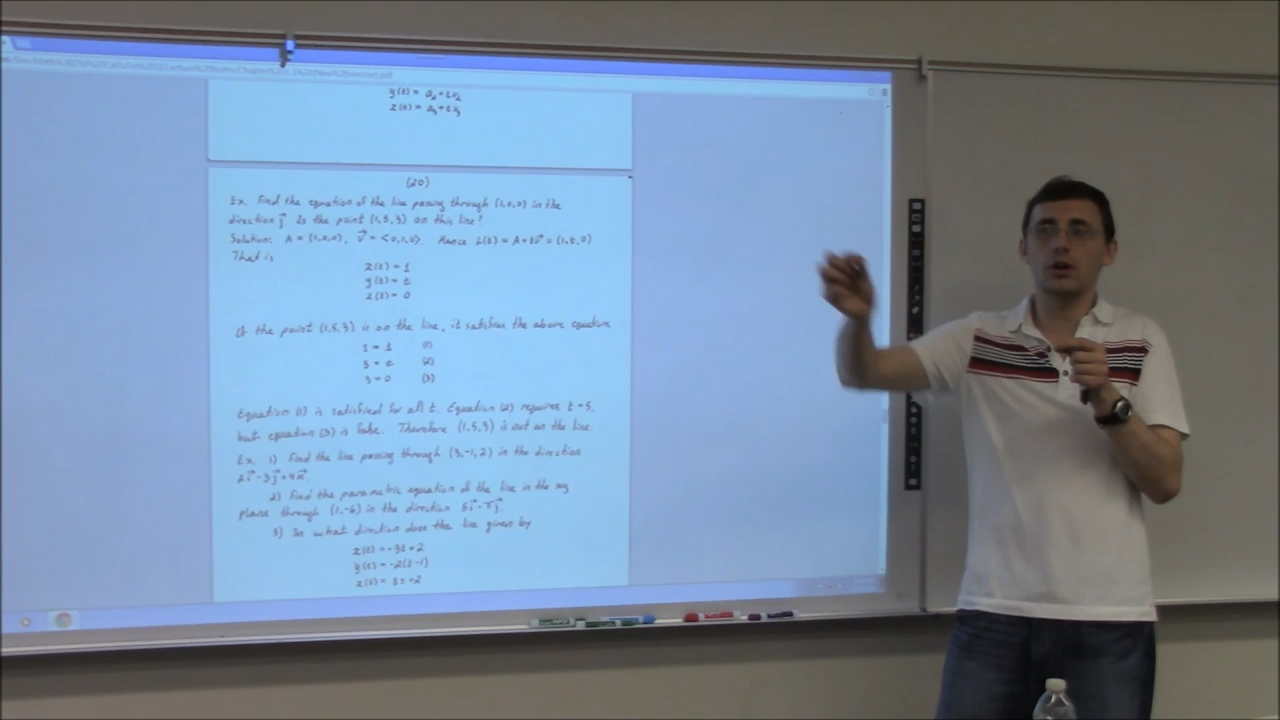 y(t) = a₂ + tv₂
z(t) = a₃ + tv₃
(20)
Ex. Find the equation of the line passing through (1,0,0) in the
direction j⃗. Is the point (1,5,3) on this line?
Solution: A = (1,0,0), v⃗ = <0,1,0>. Hence L(t) = A + tv⃗ = (1,t,0)
That is
x(t) = 1
y(t) = t
z(t) = 0
If the point (1,5,3) is on the line, it satisfies the above equation,
1 = 1 (1)
5 = t (2)
3 = 0 (3)
Equation (1) is satisfied for all t. Equation (2) requires t = 5,
but equation (3) is false. Therefore (1,5,3) is not on the line.
Ex. 1) Find the line passing through (3,-1,2) in the direction
2i⃗ - 3j⃗ + 4k⃗.
2) Find the parametric equation of the line in the xy
plane through (1,-6) in the direction 5i⃗ - πj⃗.
3) In what direction does the line given by
x(t) = -3t + 2
y(t) = -2(t-1)
z(t) = 8t + 2